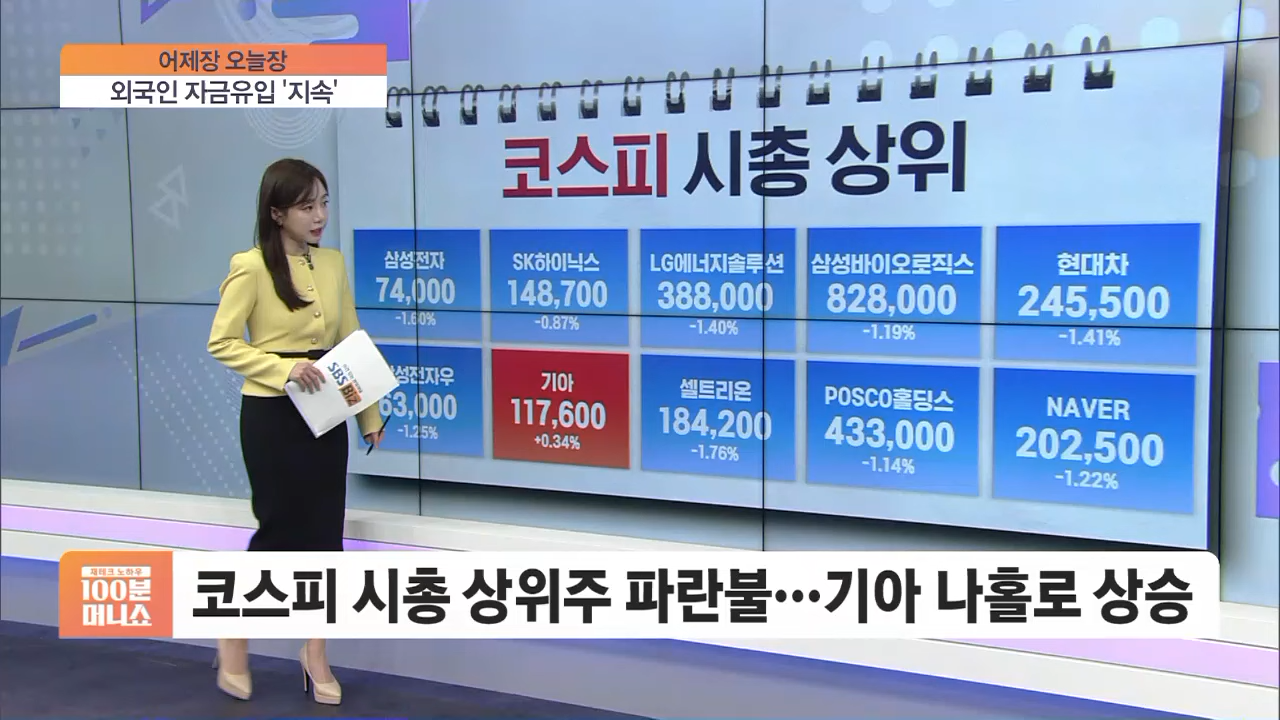 어제장 오늘장
외국인 자금유입 '지속'
코스피 시총 상위
삼성전자
74,000
-1.60%
SK하이닉스
148,700
-0.87%
LG에너지솔루션
388,000
-1.40%
삼성바이오로직스
828,000
-1.19%
현대차
245,500
-1.41%
삼성전자우
63,000
-1.25%
기아
117,600
+0.34%
셀트리온
184,200
-1.76%
POSCO홀딩스
433,000
-1.14%
NAVER
202,500
-1.22%
SBS Biz
재테크 노하우
100분
머니쇼
코스피 시총 상위주 파란불…기아 나홀로 상승